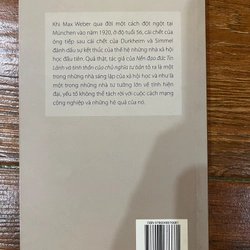 Khi Max Weber qua đời một cách đột ngột tại
München vào năm 1920, ở độ tuổi 56, cái chết của
ông tiếp sau cái chết của Durkheim và Simmel
đánh dấu sự kết thúc của thế hệ những nhà xã hội
học đầu tiên. Quả thật, tác giả của Nền đạo đức Tin
Lành và tinh thần của chủ nghĩa tư bản tỏ ra là một
trong những nhà sáng lập của xã hội học và như là
một trong những nhà tư tưởng lớn về tính hiện
đại, yếu tố không thể tách rời với cuộc cách mạng
công nghiệp và những hệ quả của nó.